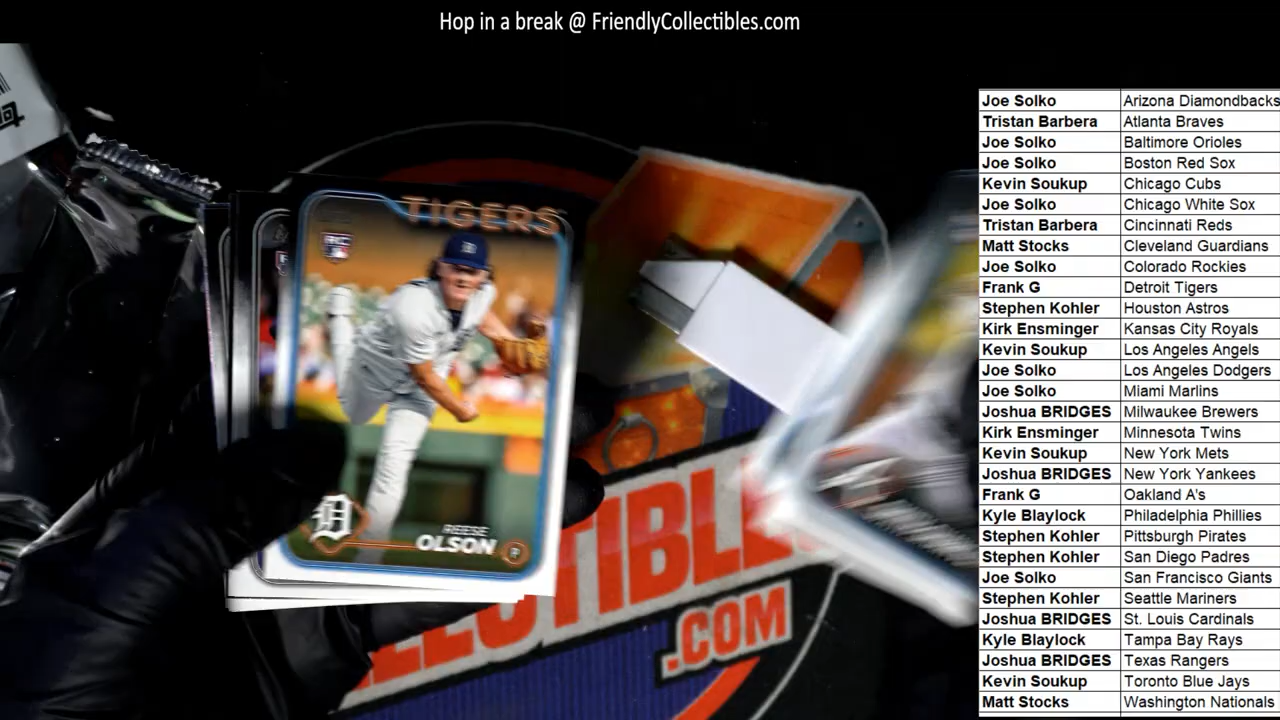 Hop in a break @ FriendlyCollectibles.com
TIGERS
RC
D
REESE
OLSON
P
ECTIBLE
.COM
Joe Solko Arizona Diamondbacks
Tristan Barbera Atlanta Braves
Joe Solko Baltimore Orioles
Joe Solko Boston Red Sox
Kevin Soukup Chicago Cubs
Joe Solko Chicago White Sox
Tristan Barbera Cincinnati Reds
Matt Stocks Cleveland Guardians
Joe Solko Colorado Rockies
Frank G Detroit Tigers
Stephen Kohler Houston Astros
Kirk Ensminger Kansas City Royals
Kevin Soukup Los Angeles Angels
Joe Solko Los Angeles Dodgers
Joe Solko Miami Marlins
Joshua BRIDGES Milwaukee Brewers
Kirk Ensminger Minnesota Twins
Kevin Soukup New York Mets
Joshua BRIDGES New York Yankees
Frank G Oakland A's
Kyle Blaylock Philadelphia Phillies
Stephen Kohler Pittsburgh Pirates
Stephen Kohler San Diego Padres
Joe Solko San Francisco Giants
Stephen Kohler Seattle Mariners
Joshua BRIDGES St. Louis Cardinals
Kyle Blaylock Tampa Bay Rays
Joshua BRIDGES Texas Rangers
Kevin Soukup Toronto Blue Jays
Matt Stocks Washington Nationals